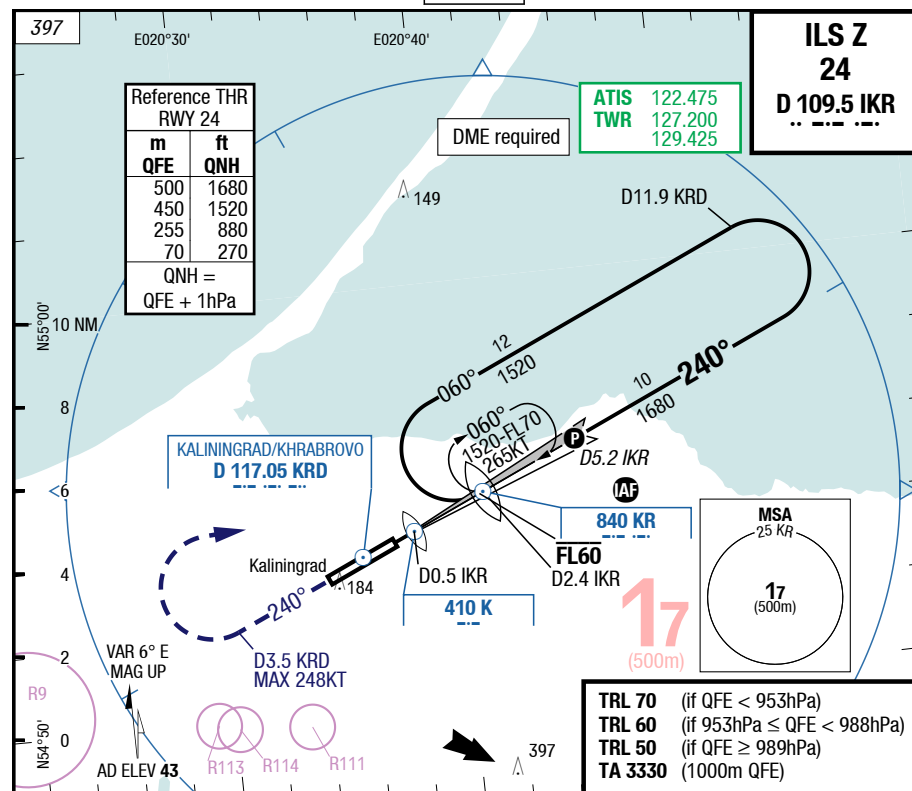 397
E020°30'
E020°40'
ILS Z
24
D 109.5 IKR
Reference THR
RWY 24
m ft
QFE QNH
500 1680
450 1520
255 880
70 270
QNH =
QFE + 1hPa
DME required
ATIS 122.475
TWR 127.200
129.425
149
D11.9 KRD
N55°00'
10 NM
12
1520
060°
240°
10
1680
8
060°
1520-FL70
265KT
P
D5.2 IKR
KALININGRAD/KHRABROVO
D 117.05 KRD
6
IAF
840 KR
MSA
25 KR
17
(500m)
FL60
D2.4 IKR
Kaliningrad
184
D0.5 IKR
4
410 K
240°
17
(500m)
D3.5 KRD
MAX 248KT
2
VAR 6° E
MAG UP
R9
N54°50'
0
R113
R114
R111
AD ELEV 43
397
TRL 70 (if QFE < 953hPa)
TRL 60 (if 953hPa ≤ QFE < 988hPa)
TRL 50 (if QFE ≥ 989hPa)
TA 3330 (1000m QFE)